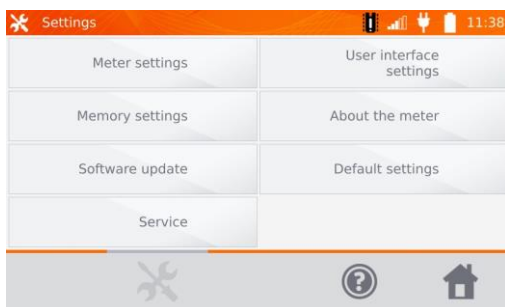 Settings
11:38
Meter settings
User interface
settings
Memory settings
About the meter
Software update
Default settings
Service
?